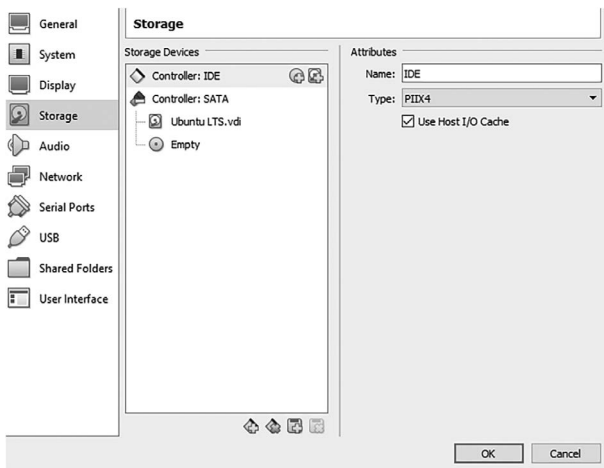 General
System
Display
Storage
Audio
Network
Serial Ports
USB
Shared Folders
User Interface
Storage
Storage Devices
Controller: IDE
Controller: SATA
Ubuntu LTS.vdi
Empty
Attributes
Name: IDE
Type: PIIX4
Use Host I/O Cache
OK Cancel